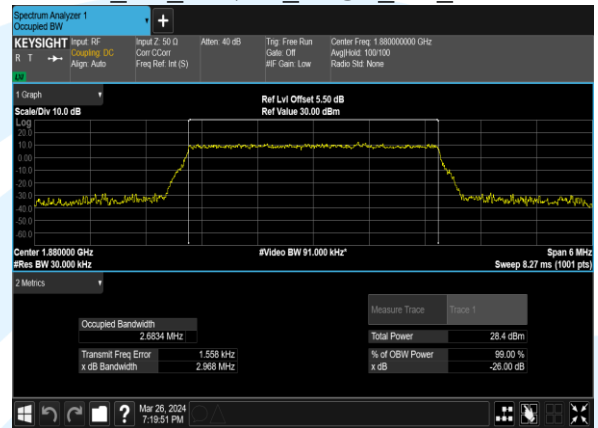 Spectrum Analyzer 1
Occupied BW
+
KEYSIGHT Input: RF Input Z: 50 Ω Atten: 40 dB Trig: Free Run Center Freq: 1.880000000 GHz
R T Coupling: DC Corr CCorr Gate: Off Avg|Hold: 100/100
Align: Auto Freq Ref: Int (S) #IF Gain: Low Radio Std: None
LV
1 Graph
Ref Lvl Offset 5.50 dB
Scale/Div 10.0 dB Ref Value 30.00 dBm
Log
20.0
10.0
0.00
-10.0
-20.0
-30.0
-40.0
-50.0
-60.0
Center 1.880000 GHz #Video BW 91.000 kHz* Span 6 MHz
#Res BW 30.000 kHz Sweep 8.27 ms (1001 pts)
2 Metrics
Measure Trace Trace 1
Occupied Bandwidth
2.6834 MHz Total Power 28.4 dBm
Transmit Freq Error 1.558 kHz % of OBW Power 99.00 %
x dB Bandwidth 2.968 MHz x dB -26.00 dB
? Mar 26, 2024
7:19:51 PM